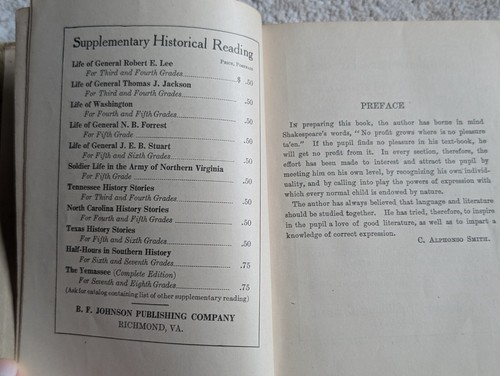 Supplementary Historical Reading
PRICE, POSTPAID
Life of General Robert E. Lee
For Third and Fourth Grades $ .50
Life of General Thomas J. Jackson
For Third and Fourth Grades .50
Life of Washington
For Fourth and Fifth Grades .50
Life of General N. B. Forrest
For Fifth Grade .50
Life of General J. E. B. Stuart
For Fifth and Sixth Grades .50
Soldier Life in the Army of Northern Virginia
For Fifth Grade .50
Tennessee History Stories
For Third and Fourth Grades .50
North Carolina History Stories
For Fourth and Fifth Grades .50
Texas History Stories
For Fifth and Sixth Grades .50
Half-Hours in Southern History
For Sixth and Seventh Grades .75
The Yemassee (Complete Edition)
For Seventh and Eighth Grades .75
(Ask for catalog containing list of other supplementary reading)
B. F. JOHNSON PUBLISHING COMPANY
RICHMOND, VA.
PREFACE
IN preparing this book, the author has borne in mind
Shakespeare's words, "No profit grows where is no pleasure
ta'en." If the pupil finds no pleasure in his text-book, he
will get no profit from it. In every section, therefore, the
effort has been made to interest and attract the pupil by
meeting him on his own level, by recognizing his own individ-
uality, and by calling into play the powers of expression with
which every normal child is endowed by nature.
The author has always believed that language and literature
should be studied together. He has tried, therefore, to inspire
in the pupil a love of good literature, as well as to impart a
knowledge of correct expression.
C. ALPHONSO SMITH.